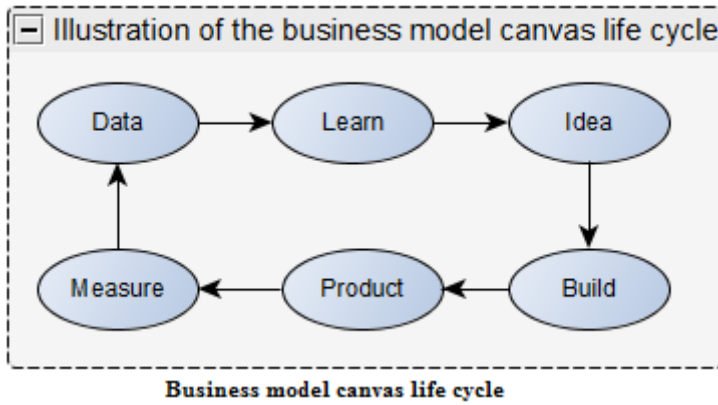 Illustration of the business model canvas life cycle
Data Learn Idea
Measure Product Build
Business model canvas life cycle